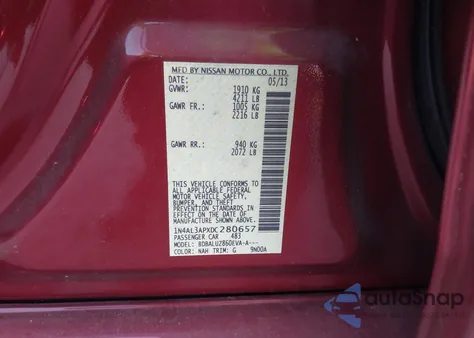 MFD BY NISSAN MOTOR CO., LTD.
DATE: 05/13
GVWR: 1910 KG
4211 LB
GAWR FR: 1005 KG
2216 LB
GAWR RR: 940 KG
2072 LB
THIS VEHICLE CONFORMS TO
ALL APPLICABLE FEDERAL
MOTOR VEHICLE SAFETY,
BUMPER, AND THEFT
PREVENTION STANDARDS IN
EFFECT ON THE DATE OF
MANUFACTURE SHOWN ABOVE.
1N4AL3APXDC280657
PASSENGER CAR 483
MODEL: BDBALUZ860EVA-A---
COLOR: NAH TRIM: G 9N00A
autoSnap